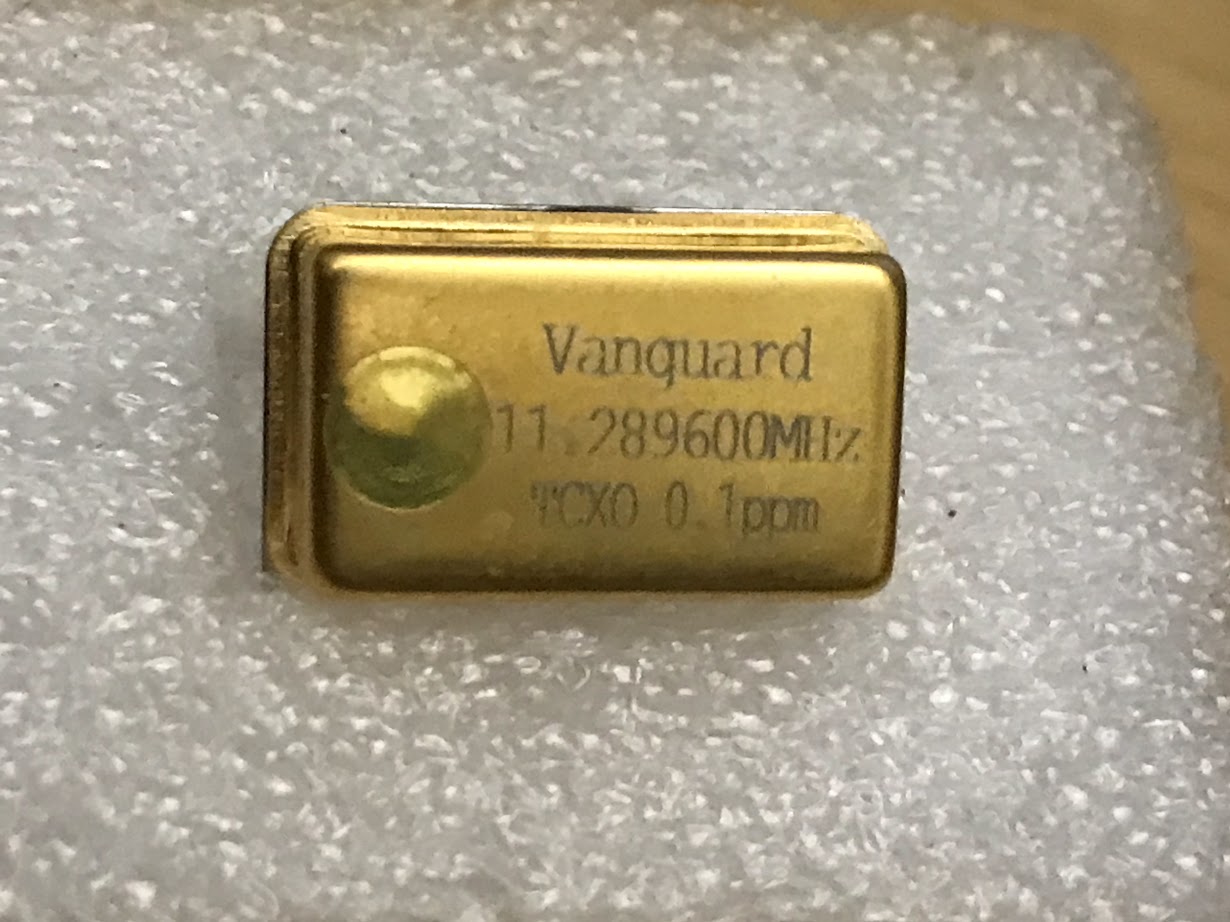 Vanguard
11.289600MHz
TCXO 0.1ppm